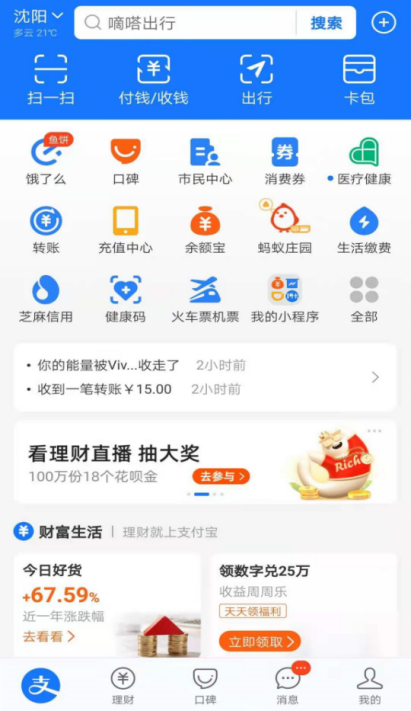 沈阳
多云 21℃
嘀嗒出行
搜索
扫一扫 付钱/收钱 出行 卡包
鱼饼
券
饿了么 口碑 市民中心 消费券 医疗健康
转账 充值中心 余额宝 蚂蚁庄园 生活缴费
芝麻信用 健康码 火车票机票 我的小程序 全部
你的能量被Viv...收走了 2小时前
收到一笔转账￥15.00 2小时前
看理财直播 抽大奖
100万份18个花呗金
去参与
Rich
财富生活 理财就上支付宝
今日好货
+67.59%
近一年涨跌幅
去看看
领数字兑25万
收益周周乐
天天领福利
立即领取
支
理财 口碑 消息 我的